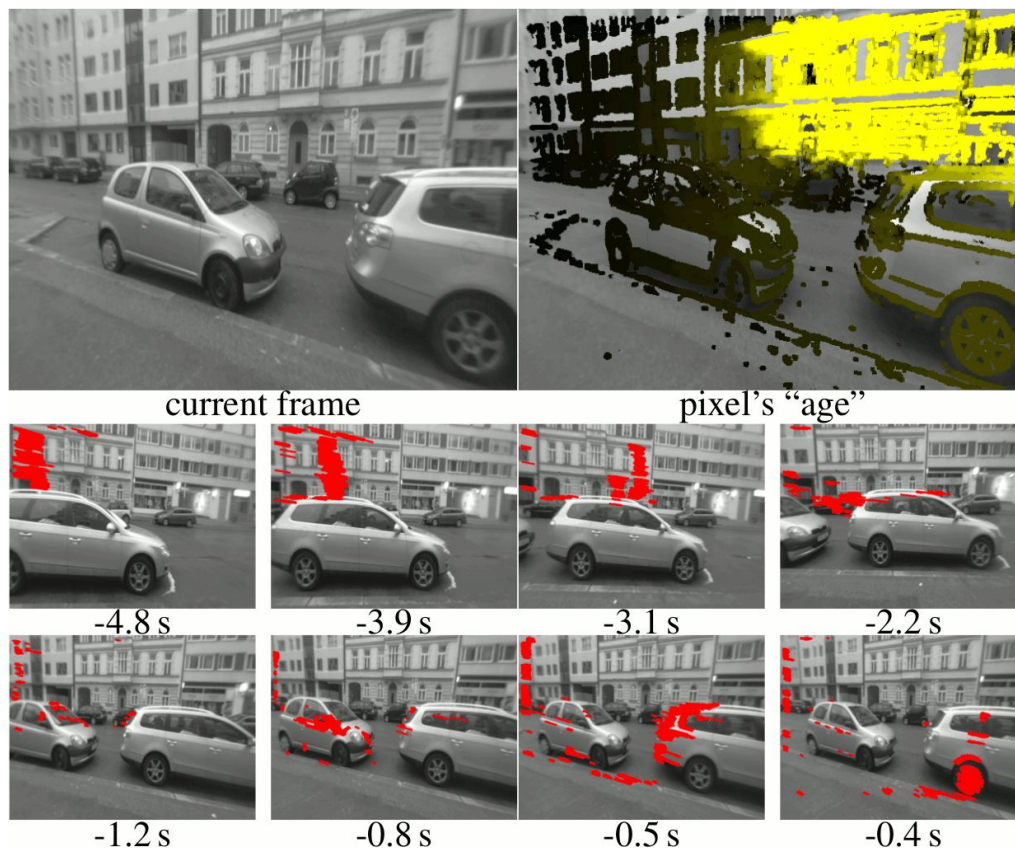 current frame
pixel's “age”
-4.8 s
-3.9 s
-3.1 s
-2.2 s
-1.2 s
-0.8 s
-0.5 s
-0.4 s